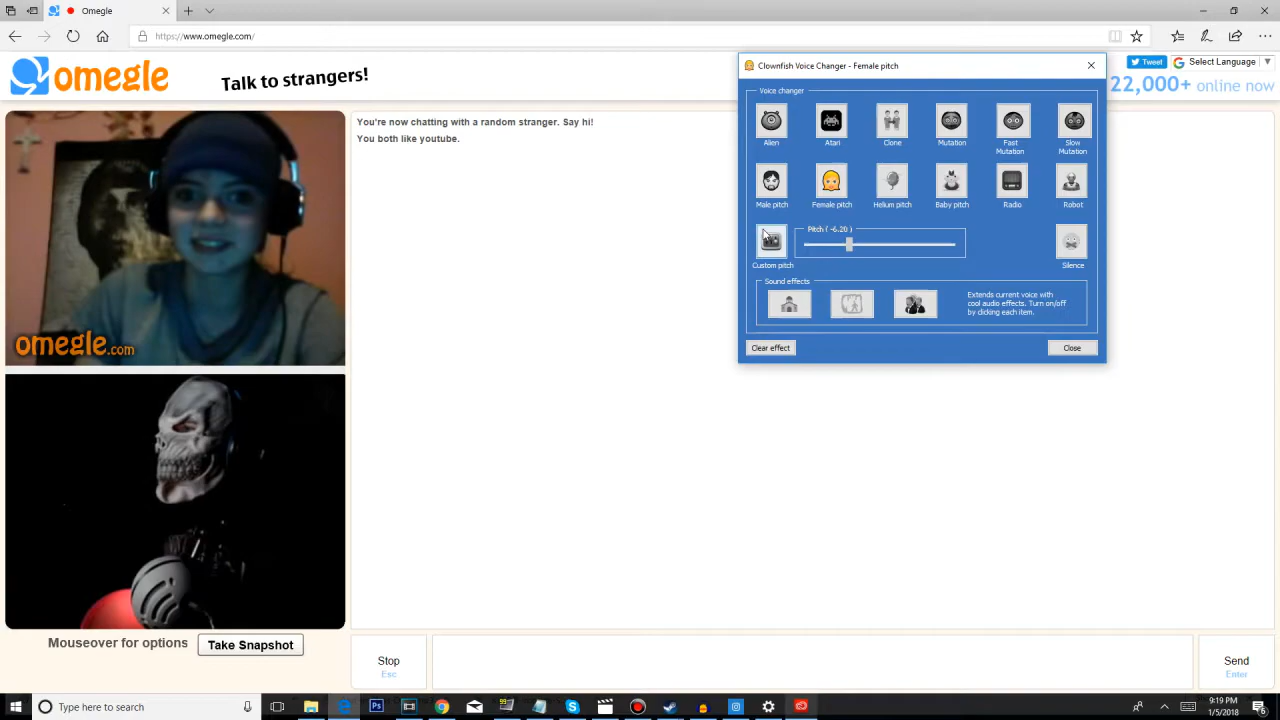 Omegle
https://www.omegle.com/
omegle
Talk to strangers!
Tweet
Select Language
22,000+ online now
You're now chatting with a random stranger. Say hi!
You both like youtube.
omegle.com
Clownfish Voice Changer - Female pitch
Voice changer
Alien
Atari
Clone
Mutation
Fast
Mutation
Slow
Mutation
Male pitch
Female pitch
Helium pitch
Baby pitch
Radio
Robot
Custom pitch
Pitch ( -6.20 )
Silence
Sound effects
Extends current voice with
cool audio effects. Turn on/off
by clicking each item.
Clear effect
Close
Mouseover for options
Take Snapshot
Stop
Esc
Send
Enter
Type here to search
9:19 PM
1/5/2018